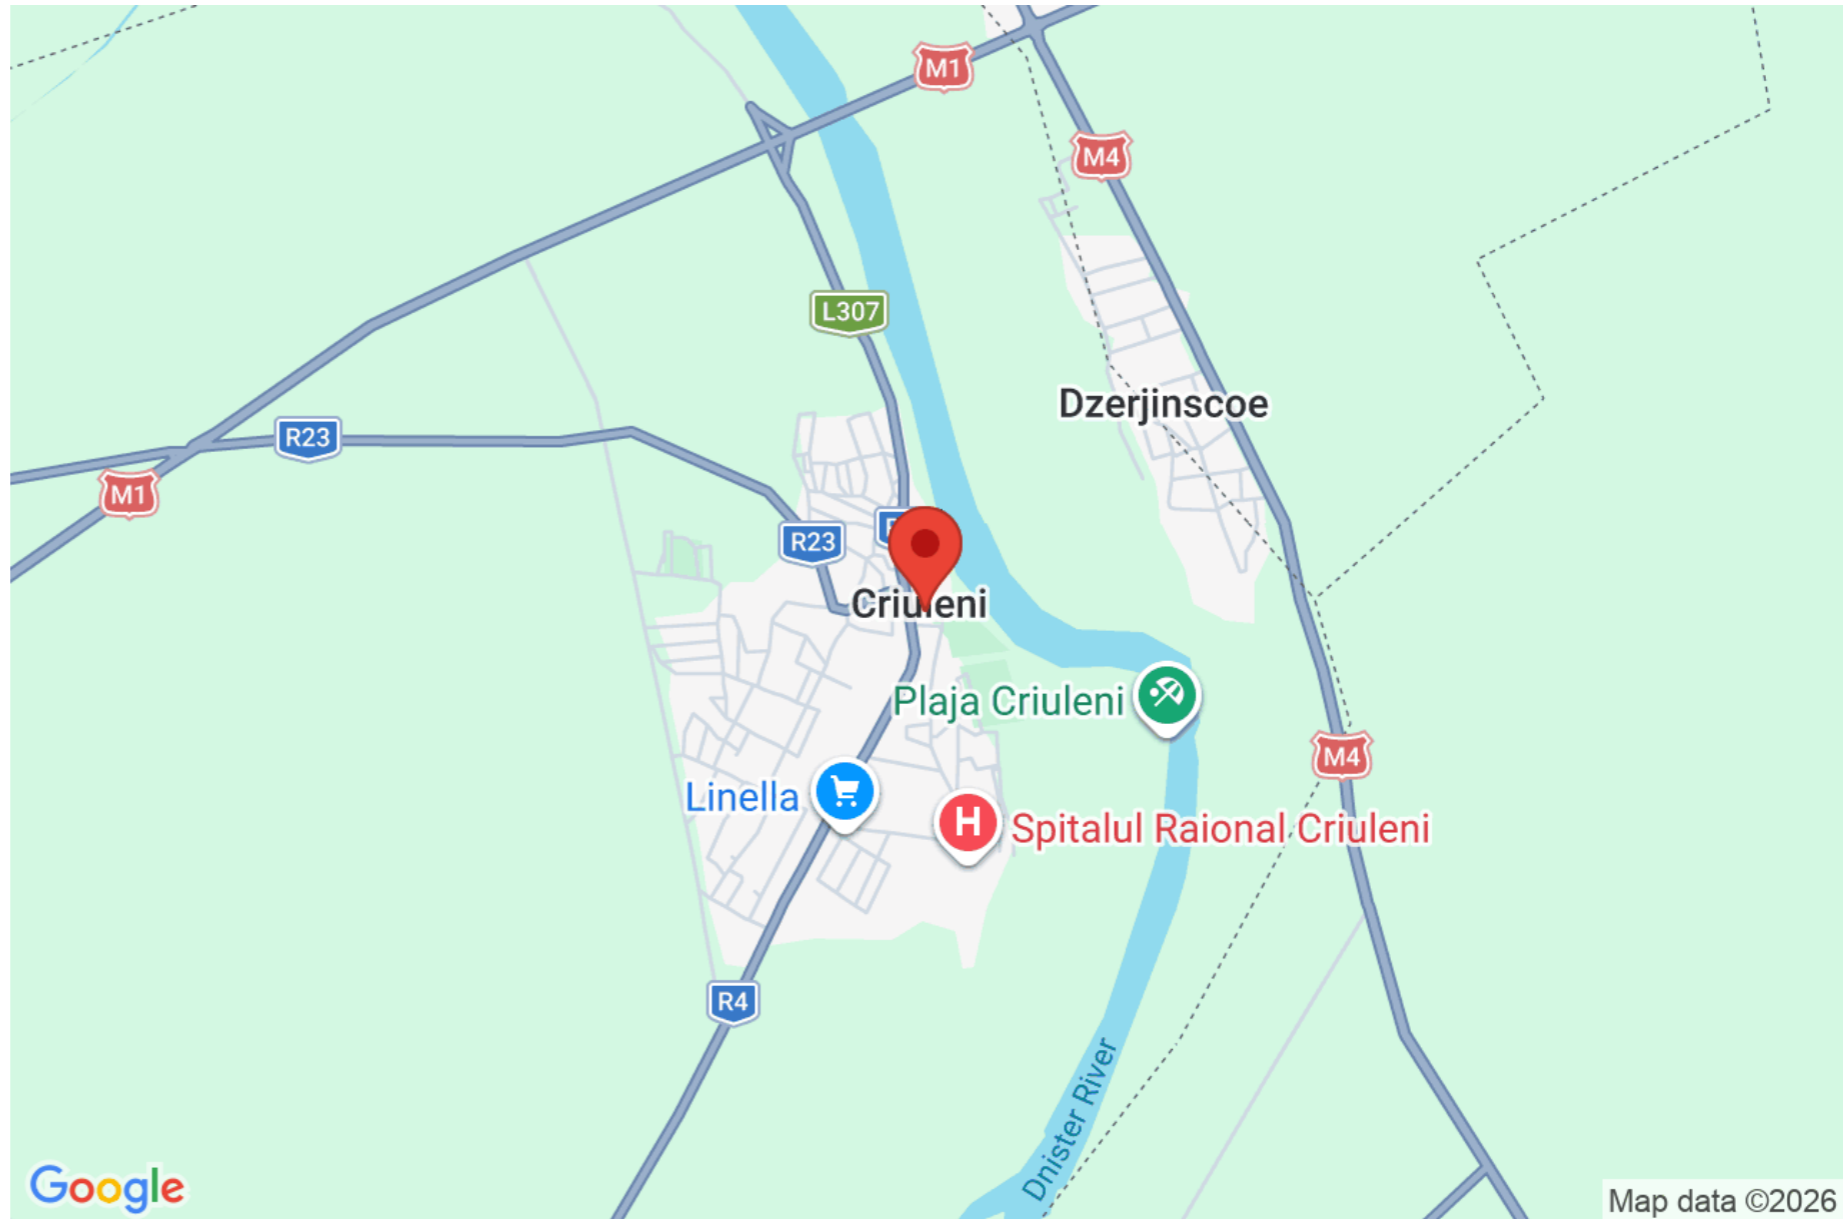 M1
M4
L307
Dzerjinscoe
R23
M1
R23
Criuleni
Plaja Criuleni
M4
Linella
H Spitalul Raional Criuleni
R4
Dnister River
Google
Map data ©2026